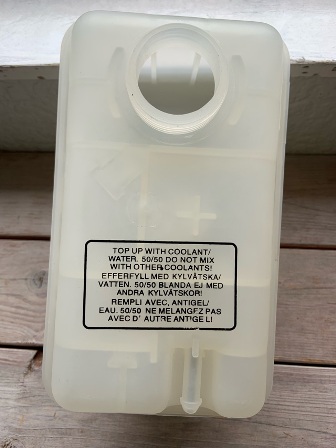 TOP UP WITH COOLANT/
WATER. 50/50 DO NOT MIX
WITH OTHER COOLANTS!
EFFERFYLL MED KYLVÄTSKA/
VATTEN. 50/50 BLANDA EJ MED
ANDRA KYLVÄTSKOR!
REMPLI AVEC, ANTIGEL/
EAU. 50/50 NE MELANGFZ PAS
AVEC D' AUTRE ANTIGE LI